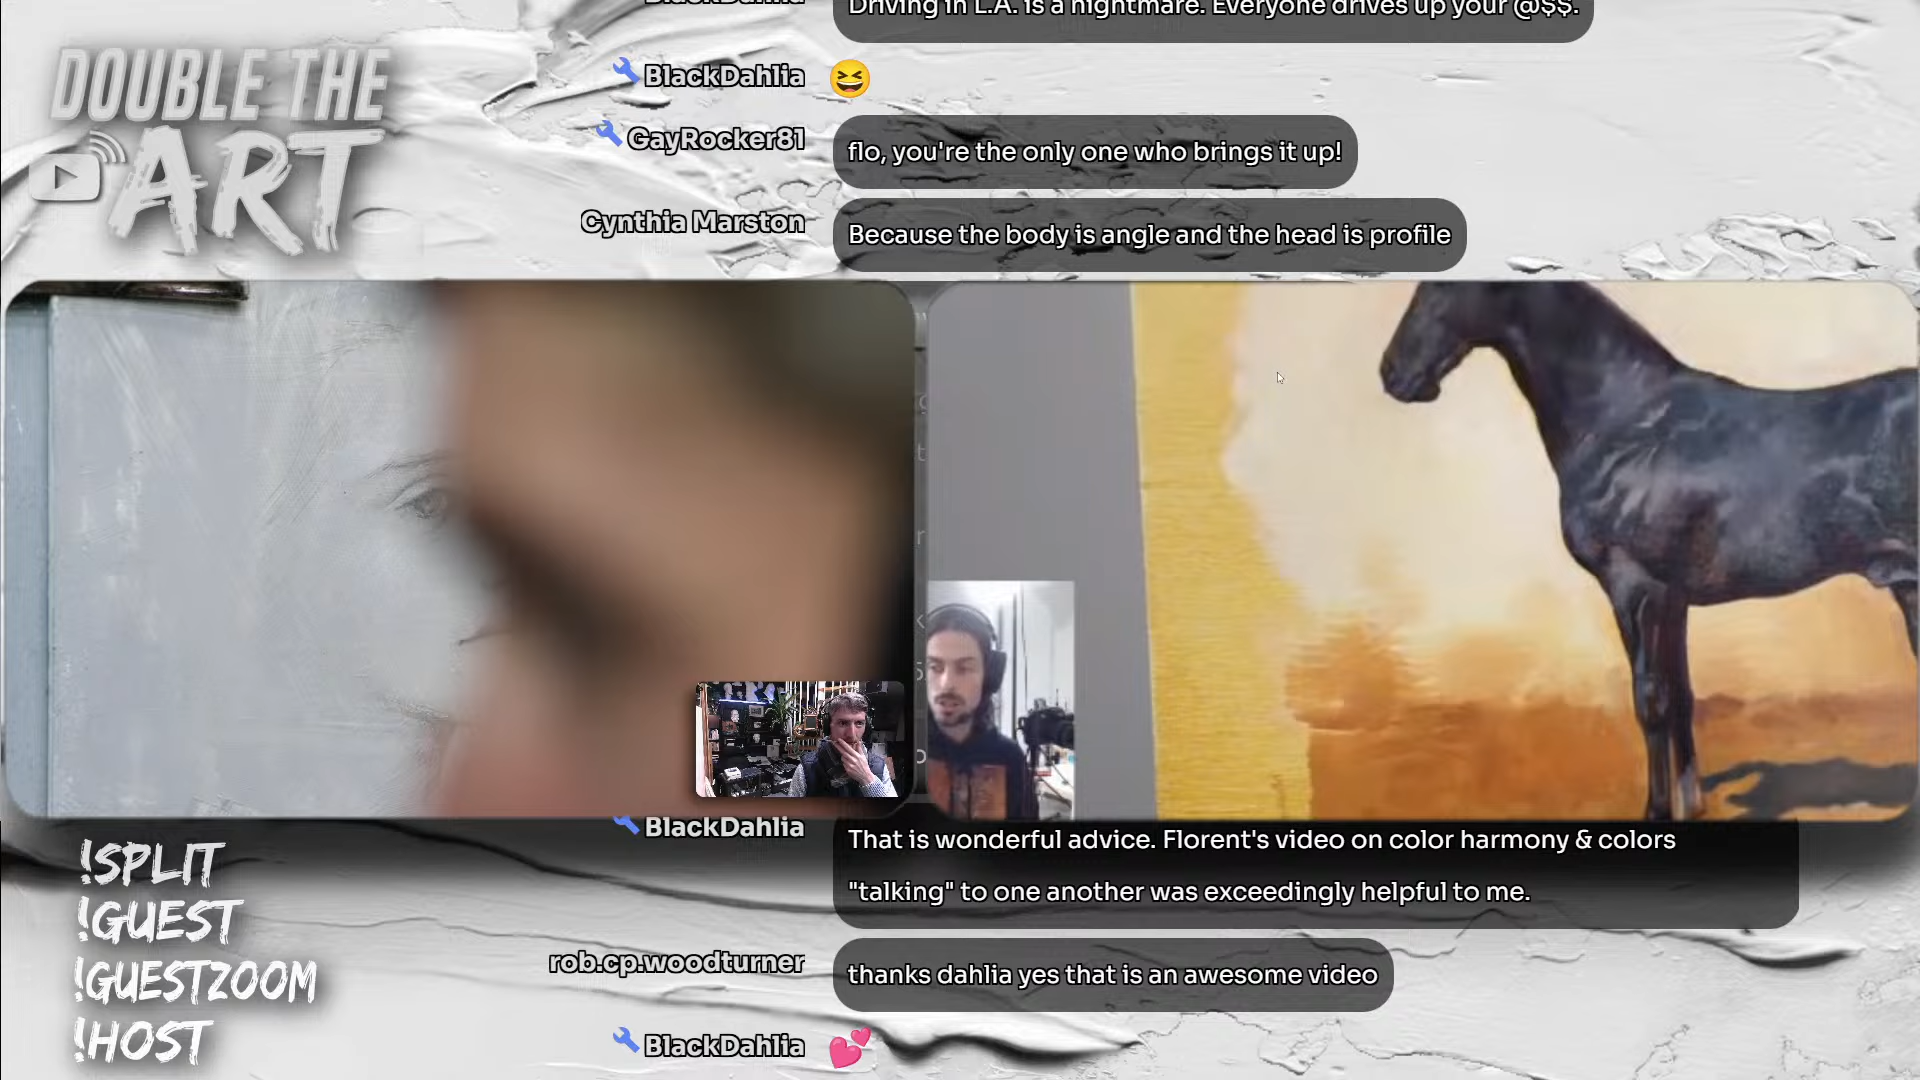 Driving in L.A. is a nightmare. Everyone drives up your @$$.
DOUBLE THE
ART
BlackDahlia 😆
GayRocker81 flo, you're the only one who brings it up!
Cynthia Marston Because the body is angle and the head is profile
BlackDahlia That is wonderful advice. Florent's video on color harmony & colors
"talking" to one another was exceedingly helpful to me.
rob.cp.woodturner thanks dahlia yes that is an awesome video
BlackDahlia 💕
!SPLIT
!GUEST
!GUESTZOOM
!HOST